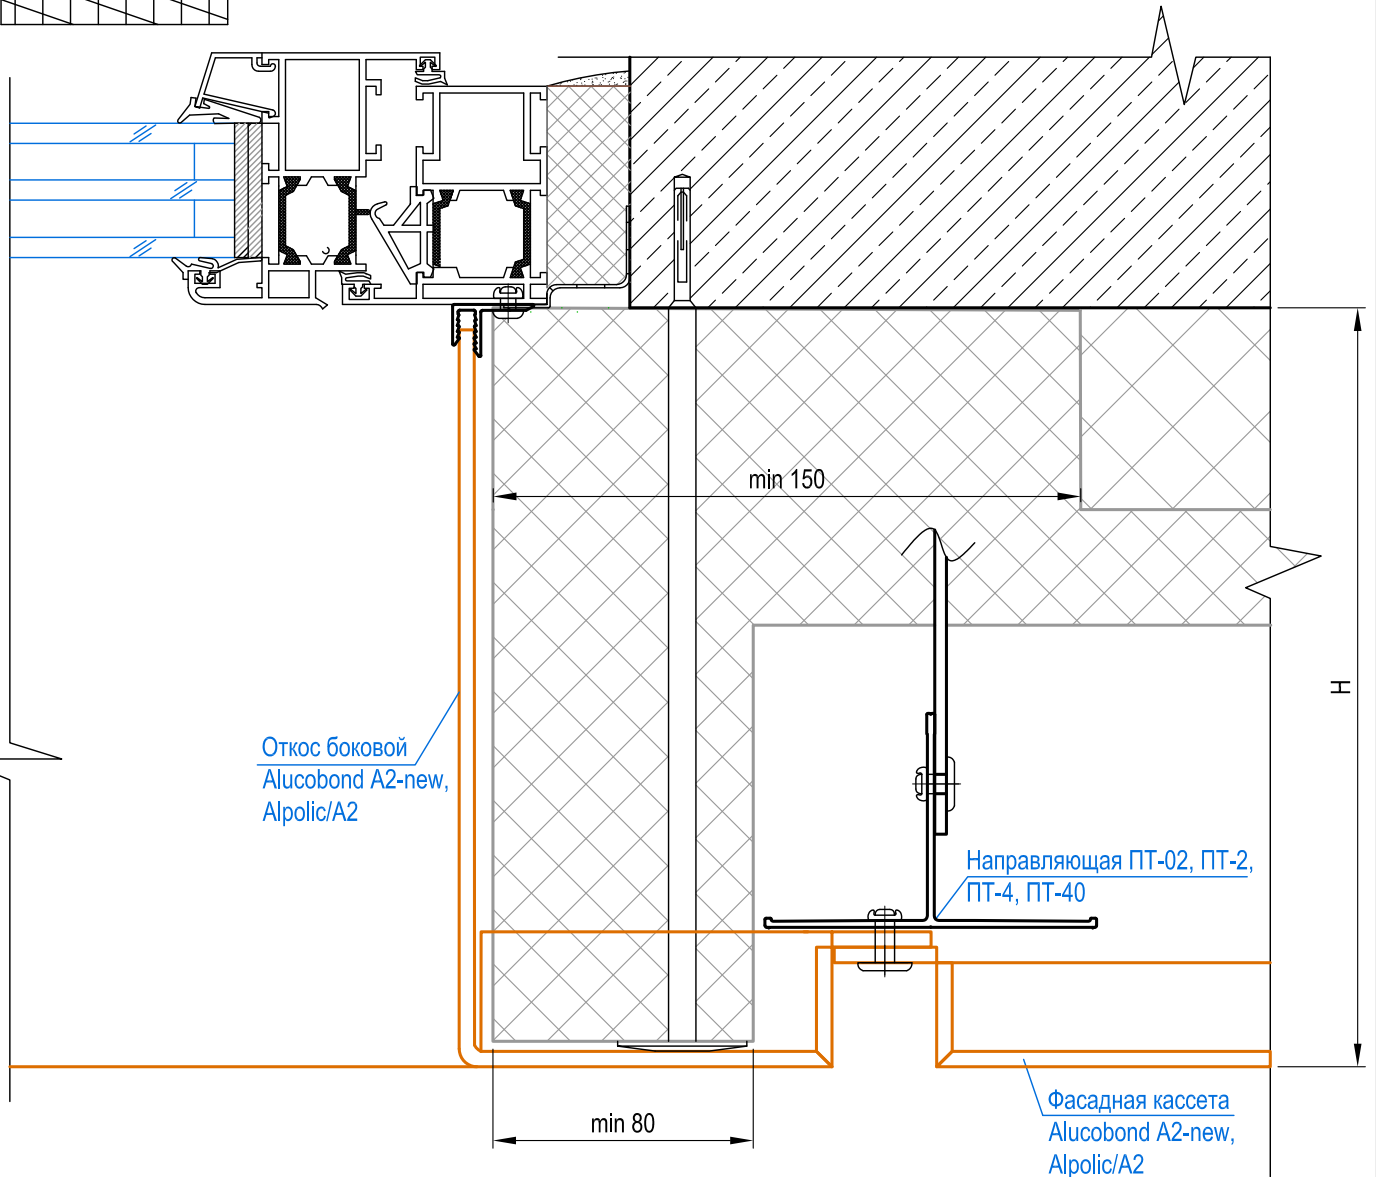 min 150
H
Откос боковой
Alucobond A2-new,
Alpolic/A2
Направляющая ПТ-02, ПТ-2,
ПТ-4, ПТ-40
min 80
Фасадная кассета
Alucobond A2-new,
Alpolic/A2